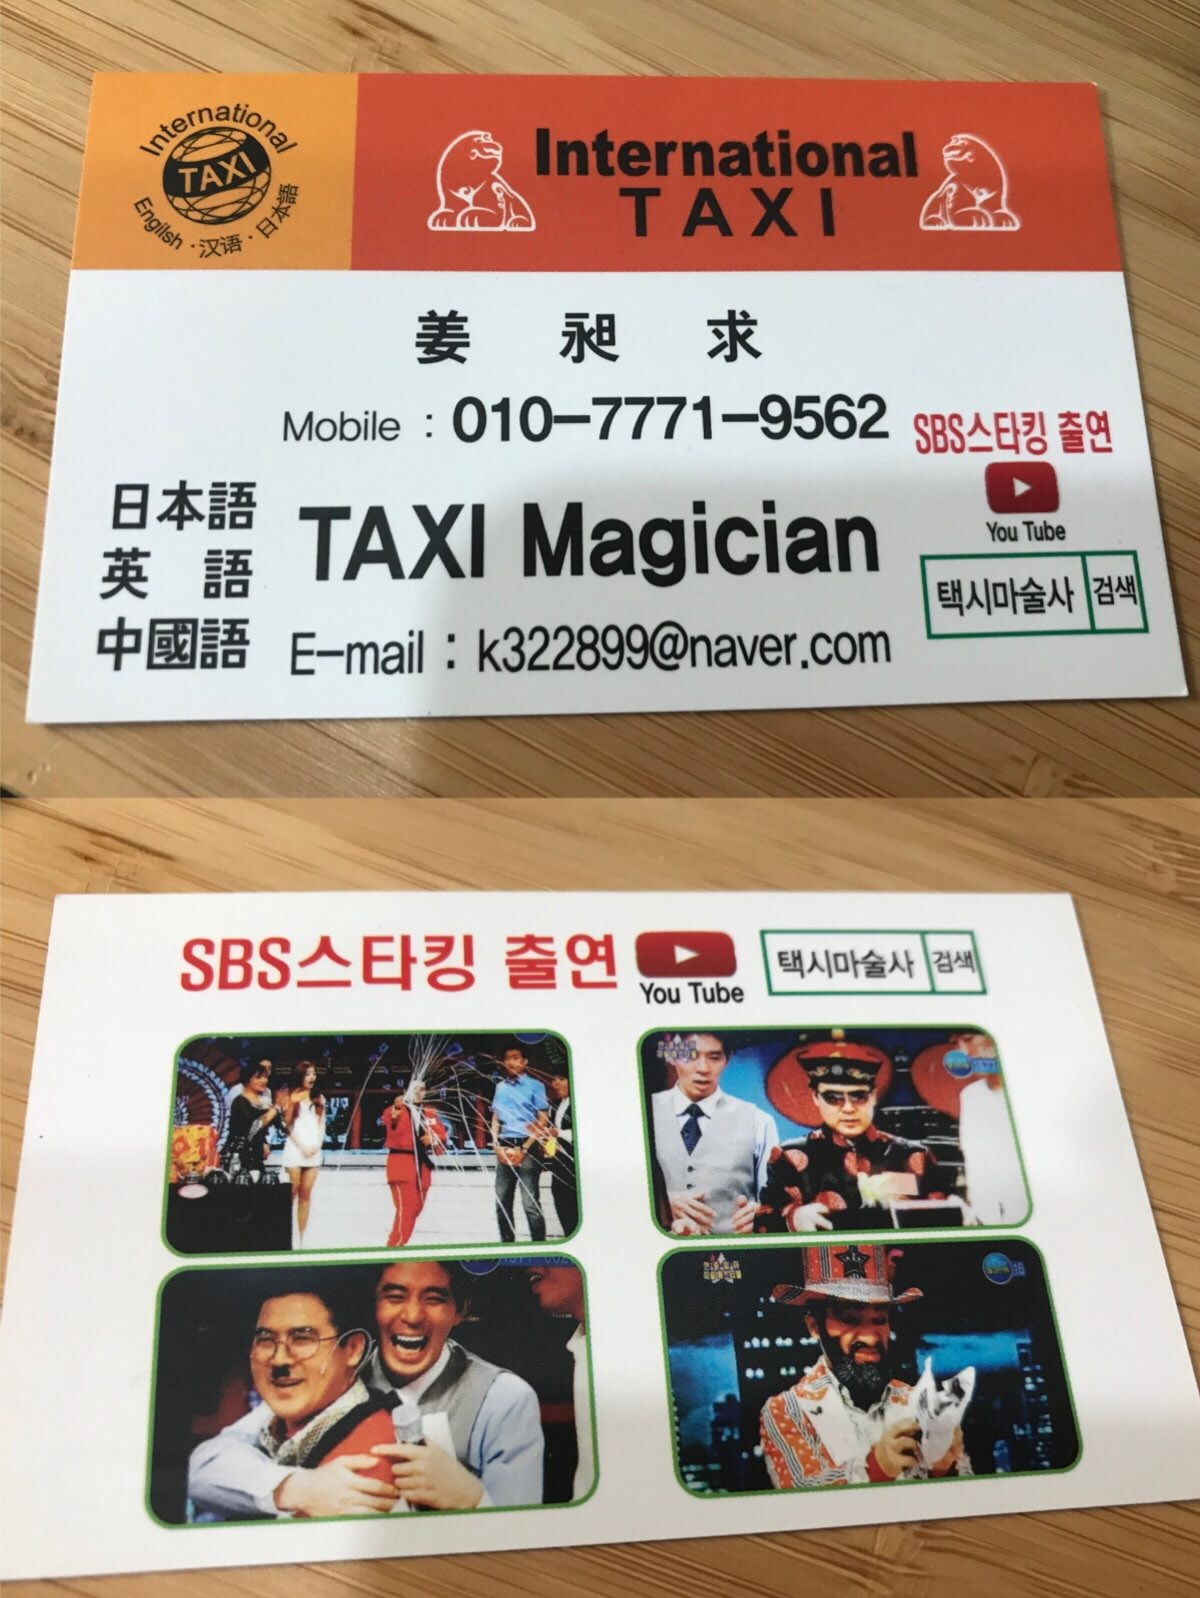 International
TAXI
Engilsh · 汉语 · 日本語
International
TAXI
姜 昶 求
Mobile : 010-7771-9562
SBS스타킹 출연
You Tube
택시마술사 검색
日本語
英 語
中國語
TAXI Magician
E-mail : k322899@naver.com
SBS스타킹 출연
You Tube
택시마술사 검색
1577